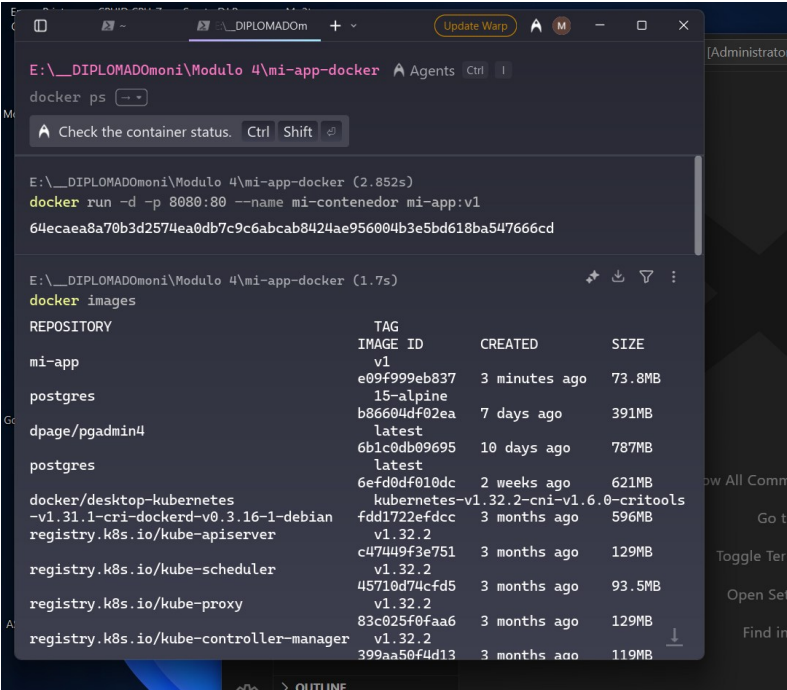 ~
:\__DIPLOMADOm
Update Warp
M
[Administrato
E:\__DIPLOMADOmoni\Modulo 4\mi-app-docker Agents Ctrl I
docker ps
Check the container status. Ctrl Shift
E:\__DIPLOMADOmoni\Modulo 4\mi-app-docker (2.852s)
docker run -d -p 8080:80 --name mi-contenedor mi-app:v1
64ecaea8a70b3d2574ea0db7c9c6abcab8424ae956004b3e5bd618ba547666cd
E:\__DIPLOMADOmoni\Modulo 4\mi-app-docker (1.7s)
docker images
REPOSITORY TAG
IMAGE ID CREATED SIZE
mi-app v1
e09f999eb837 3 minutes ago 73.8MB
postgres 15-alpine
b86604df02ea 7 days ago 391MB
dpage/pgadmin4 latest
6b1c0db09695 10 days ago 787MB
postgres latest
6efd0df010dc 2 weeks ago 621MB
docker/desktop-kubernetes kubernetes-v1.32.2-cni-v1.6.0-critools
-v1.31.1-cri-dockerd-v0.3.16-1-debian fdd1722efdcc 3 months ago 596MB
registry.k8s.io/kube-apiserver v1.32.2
c47449f3e751 3 months ago 129MB
registry.k8s.io/kube-scheduler v1.32.2
45710d74cfd5 3 months ago 93.5MB
registry.k8s.io/kube-proxy v1.32.2
83c025f0faa6 3 months ago 129MB
registry.k8s.io/kube-controller-manager v1.32.2
399aa50f4d13 3 months ago 119MB
ow All Comm
Go t
Toggle Ter
Open Set
Find in
OUTLINE